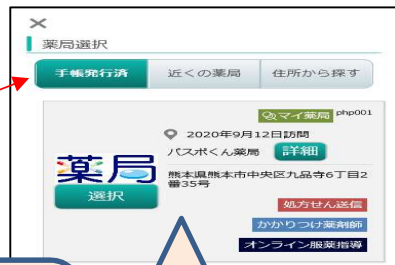 ×
薬局選択
手帳発行済 近くの薬局 住所から探す
マイ薬局 php001
2020年9月12日訪問
パスポくん薬局 詳細
薬局
選択
熊本県熊本市中央区九品寺6丁目2
番35号
処方せん送信
かかりつけ薬剤師
オンライン服薬指導